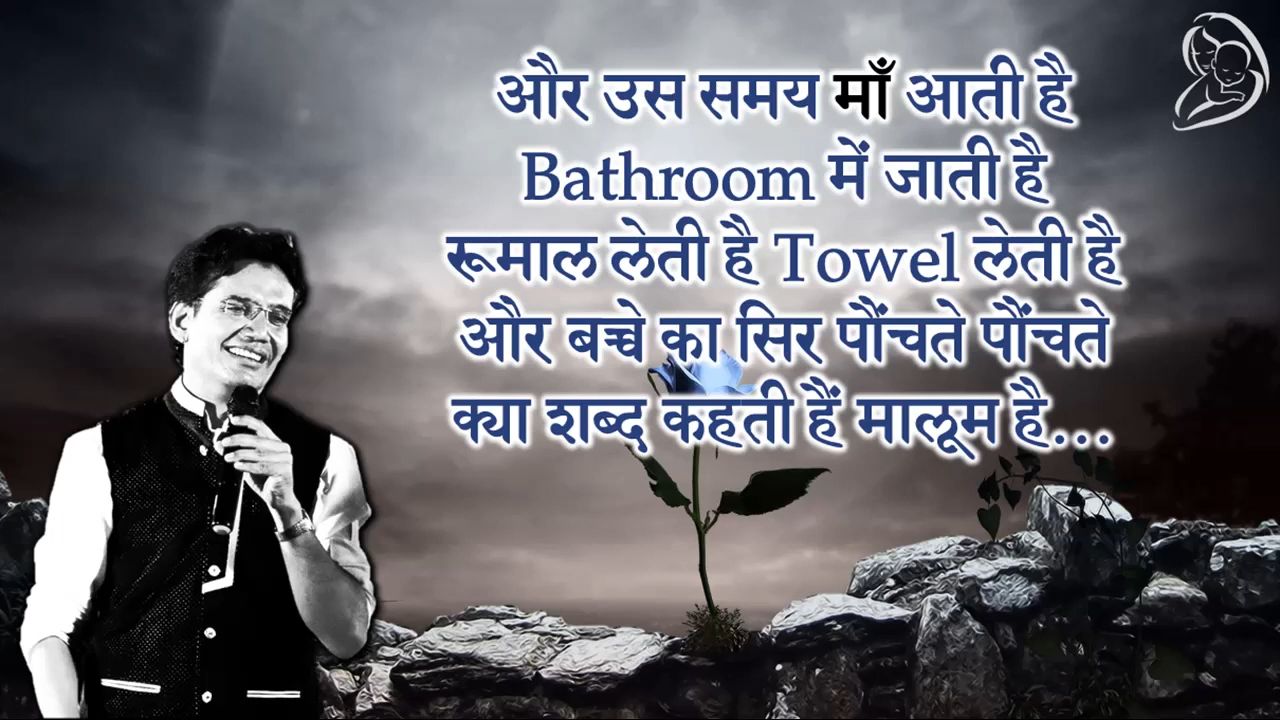 और उस समय माँ आती है
Bathroom में जाती है
रूमाल लेती है Towel लेती है
और बच्चे का सिर पौंचते पौंचते
क्या शब्द कहती हैं मालूम है...